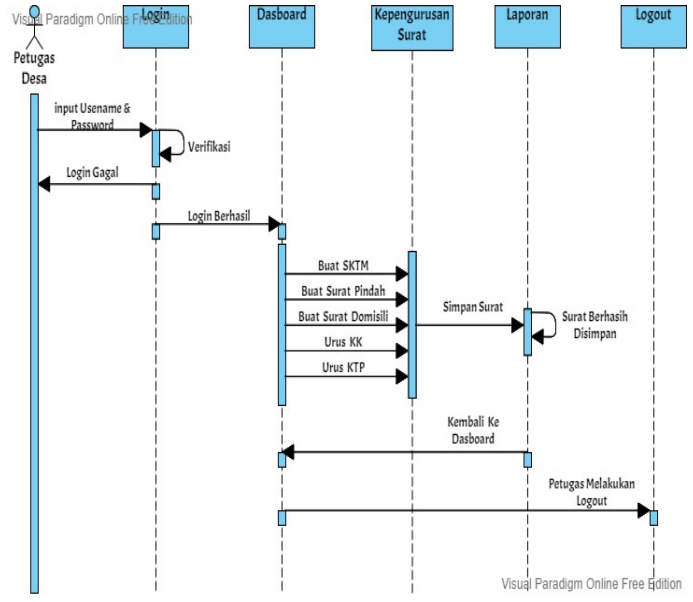 Visual Paradigm Online Free Edition
Login
Dasboard
Kepengurusan
Surat
Laporan
Logout
Petugas
Desa
input Usename &
Password
Verifikasi
Login Gagal
Login Berhasil
Buat SKTM
Buat Surat Pindah
Buat Surat Domisili
Urus KK
Urus KTP
Simpan Surat
Surat Berhasih
Disimpan
Kembali Ke
Dasboard
Petugas Melakukan
Logout
Visual Paradigm Online Free Edition